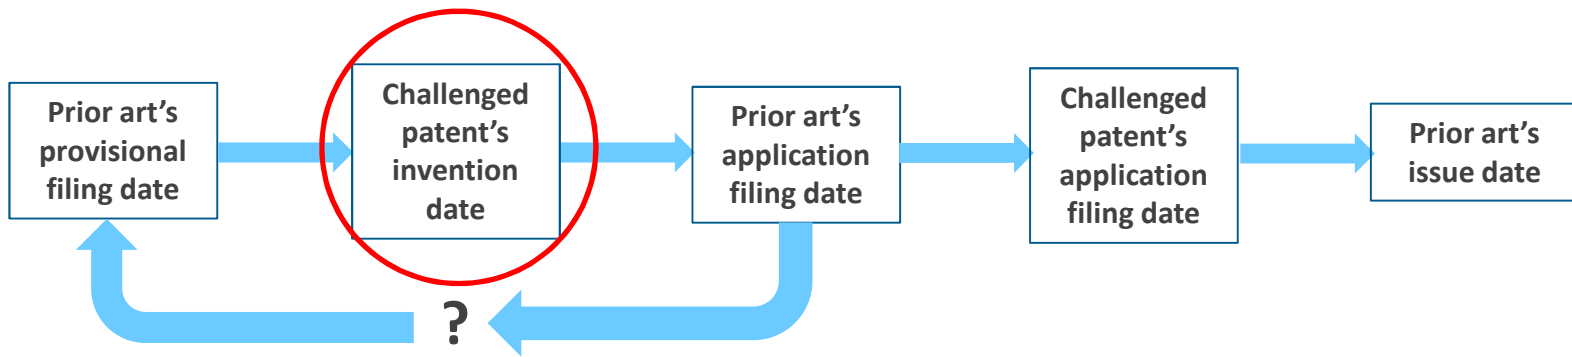 Prior art’s
provisional
filing date
Challenged
patent’s
invention
date
Prior art’s
application
filing date
Challenged
patent’s
application
filing date
Prior art’s
issue date
?